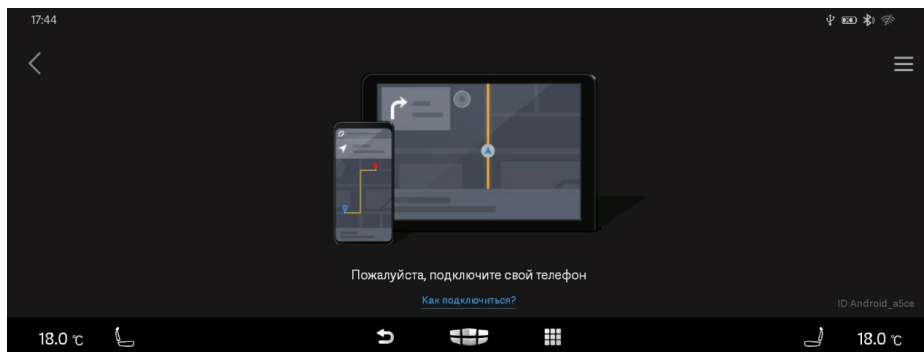 17:44
Пожалуйста, подключите свой телефон
Как подключиться?
ID:Android_a5ce
18.0 °C
18.0 °C